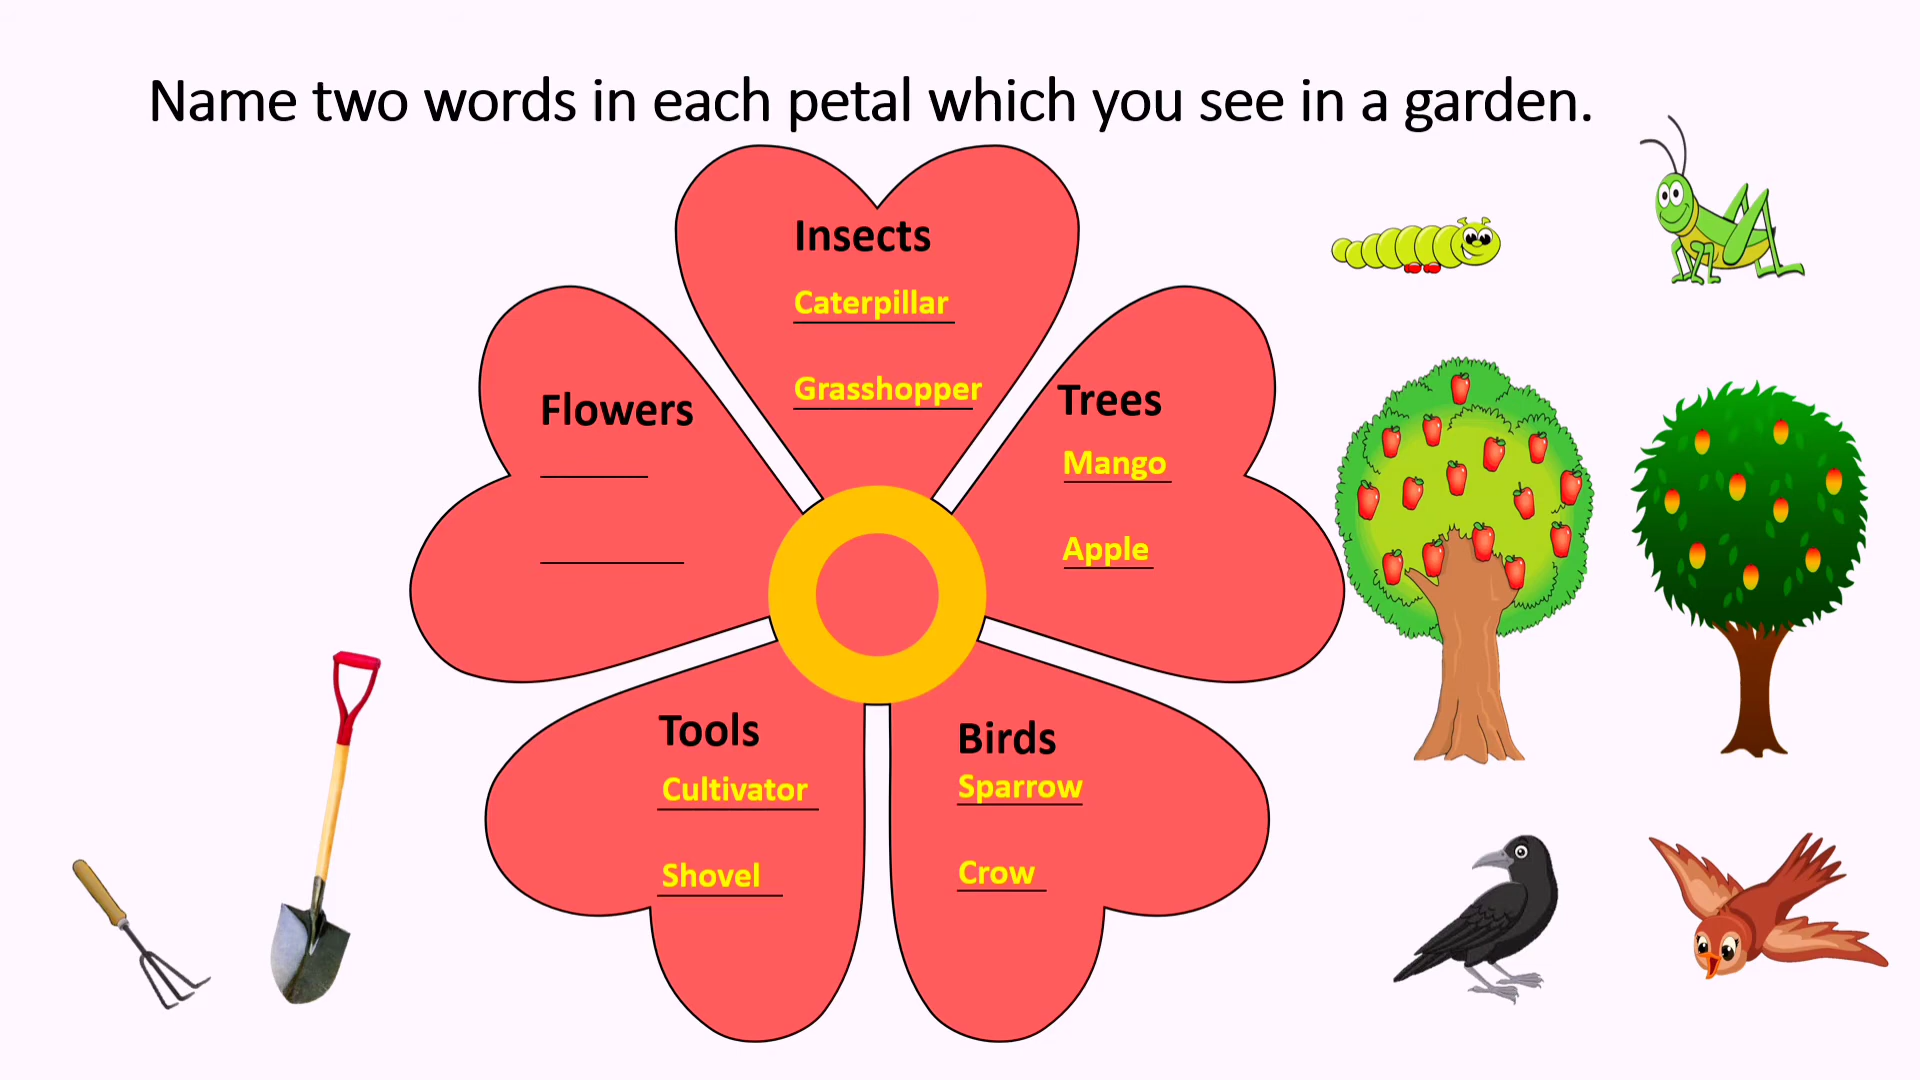 Name two words in each petal which you see in a garden.
Insects
Caterpillar
Grasshopper
Flowers
Trees
Mango
Apple
Tools
Cultivator
Shovel
Birds
Sparrow
Crow